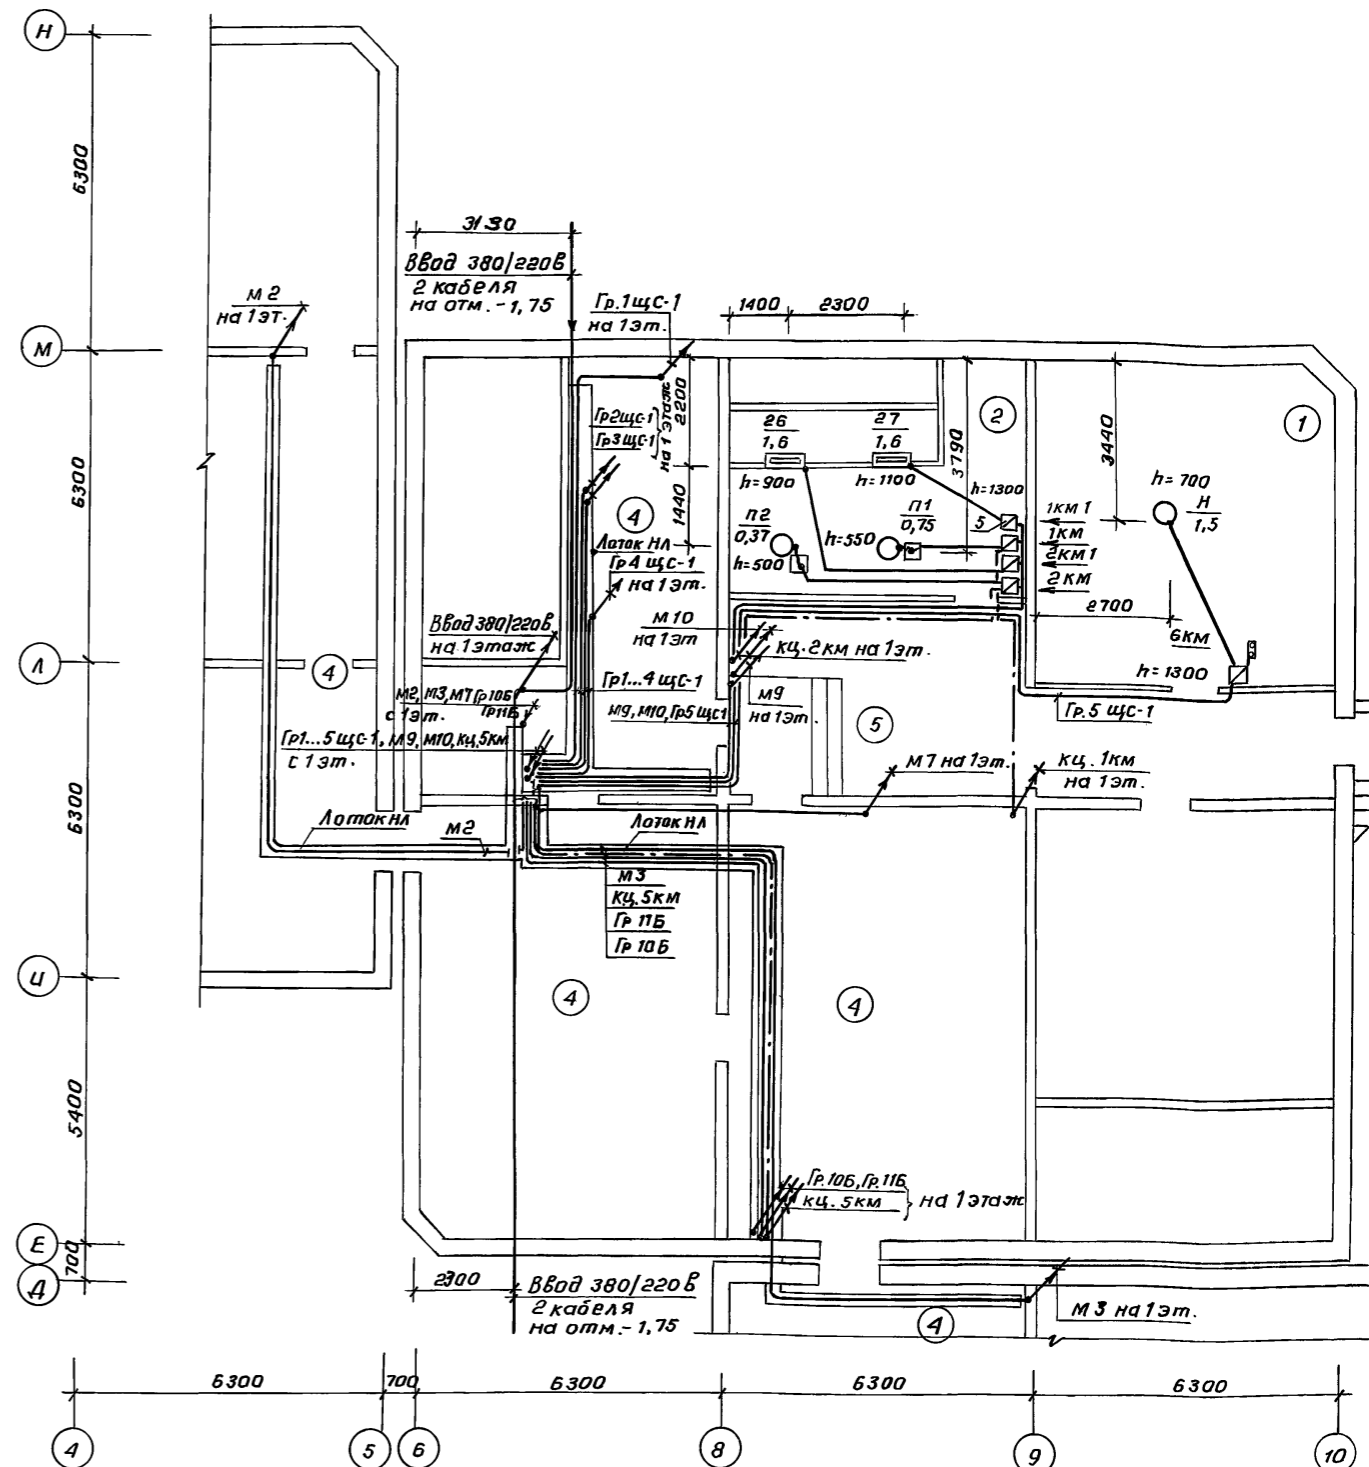 Н
6300
3130
Ввод 380/220В
2 кабеля
на отм. -1,75
М2
на 1эт.
Гр.1ЩС-1
на 1эт.
1400
2300
М
Гр2ЩС-1
Гр3ЩС-1
на 1 этаж
2200
1440
26
1,6
27
1,6
2
3790
3440
1
h=900
h=1100
h=1300
h=700
Н
1,5
6300
4
П2
0,37
П1
0,75
h=550
h=500
5
1КМ1
1КМ
2КМ1
2КМ
Лоток НЛ
Гр4 ЩС-1
на 1эт.
2700
6КМ
h=1300
Ввод 380/220В
на 1этаж
М10
на 1эт
КЦ. 2КМ на 1эт.
Л
4
М2, М3, М7, Гр10Б
с 1эт.
Гр11Б
Гр1...4 ЩС-1
М9, М10, Гр5 ЩС1
М9
на 1эт.
Гр.5 ЩС-1
Гр1...5 ЩС-1, М9, М10, КЦ,5КМ
с 1эт.
5
М7 на 1эт.
КЦ. 1КМ
на 1эт.
6300
Лоток НЛ
М2
Лоток НЛ
М3
КЦ. 5КМ
Гр 11Б
Гр 10Б
И
4
4
5400
Гр.10Б, Гр.11Б
КЦ. 5КМ
на 1этаж
Е
700
Д
2300
Ввод 380/220В
2 кабеля
на отм. -1,75
4
М3 на 1эт.
6300
700
6300
6300
6300
4
5
6
8
9
10